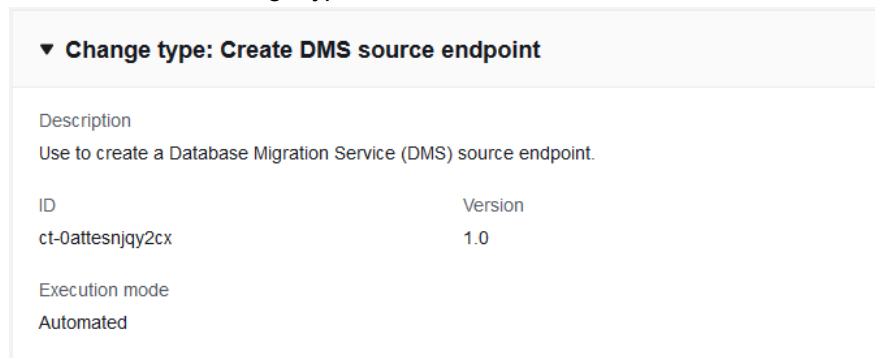 ▼ Change type: Create DMS source endpoint
Description
Use to create a Database Migration Service (DMS) source endpoint.
ID
Version
ct-0attesnjqy2cx
1.0
Execution mode
Automated